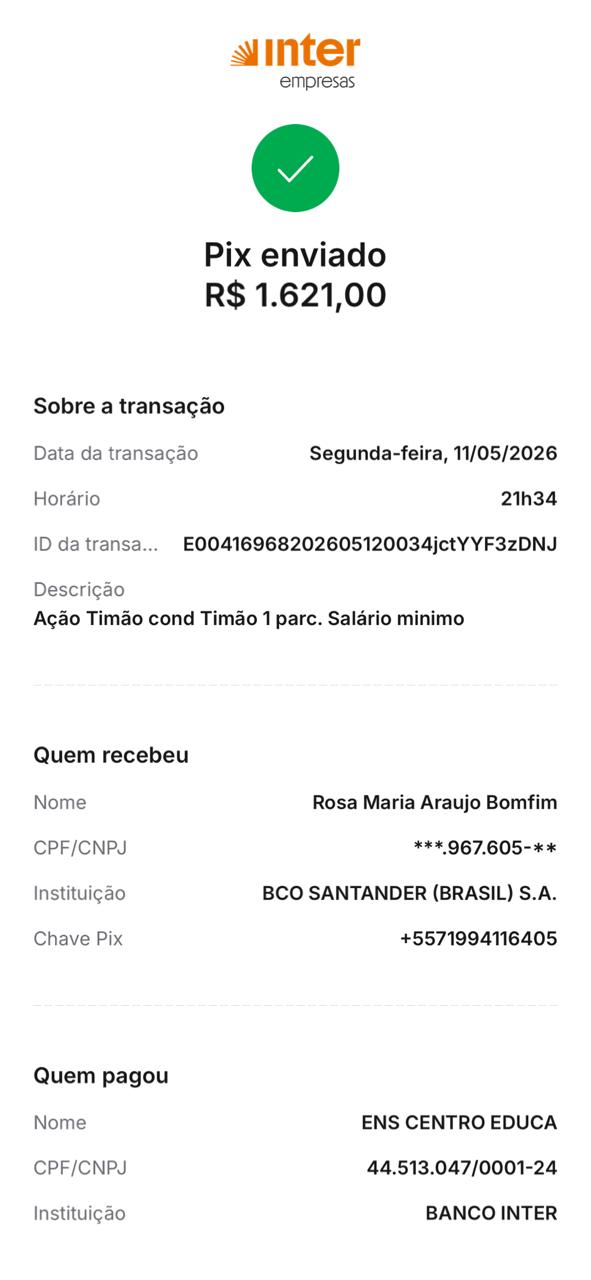 inter
empresas
Pix enviado
R$ 1.621,00
Sobre a transação
Data da transação Segunda-feira, 11/05/2026
Horário 21h34
ID da transa... E00416968202605120034jctYYF3zDNJ
Descrição
Ação Timão cond Timão 1 parc. Salário minimo
Quem recebeu
Nome Rosa Maria Araujo Bomfim
CPF/CNPJ ***.967.605-**
Instituição BCO SANTANDER (BRASIL) S.A.
Chave Pix +5571994116405
Quem pagou
Nome ENS CENTRO EDUCA
CPF/CNPJ 44.513.047/0001-24
Instituição BANCO INTER